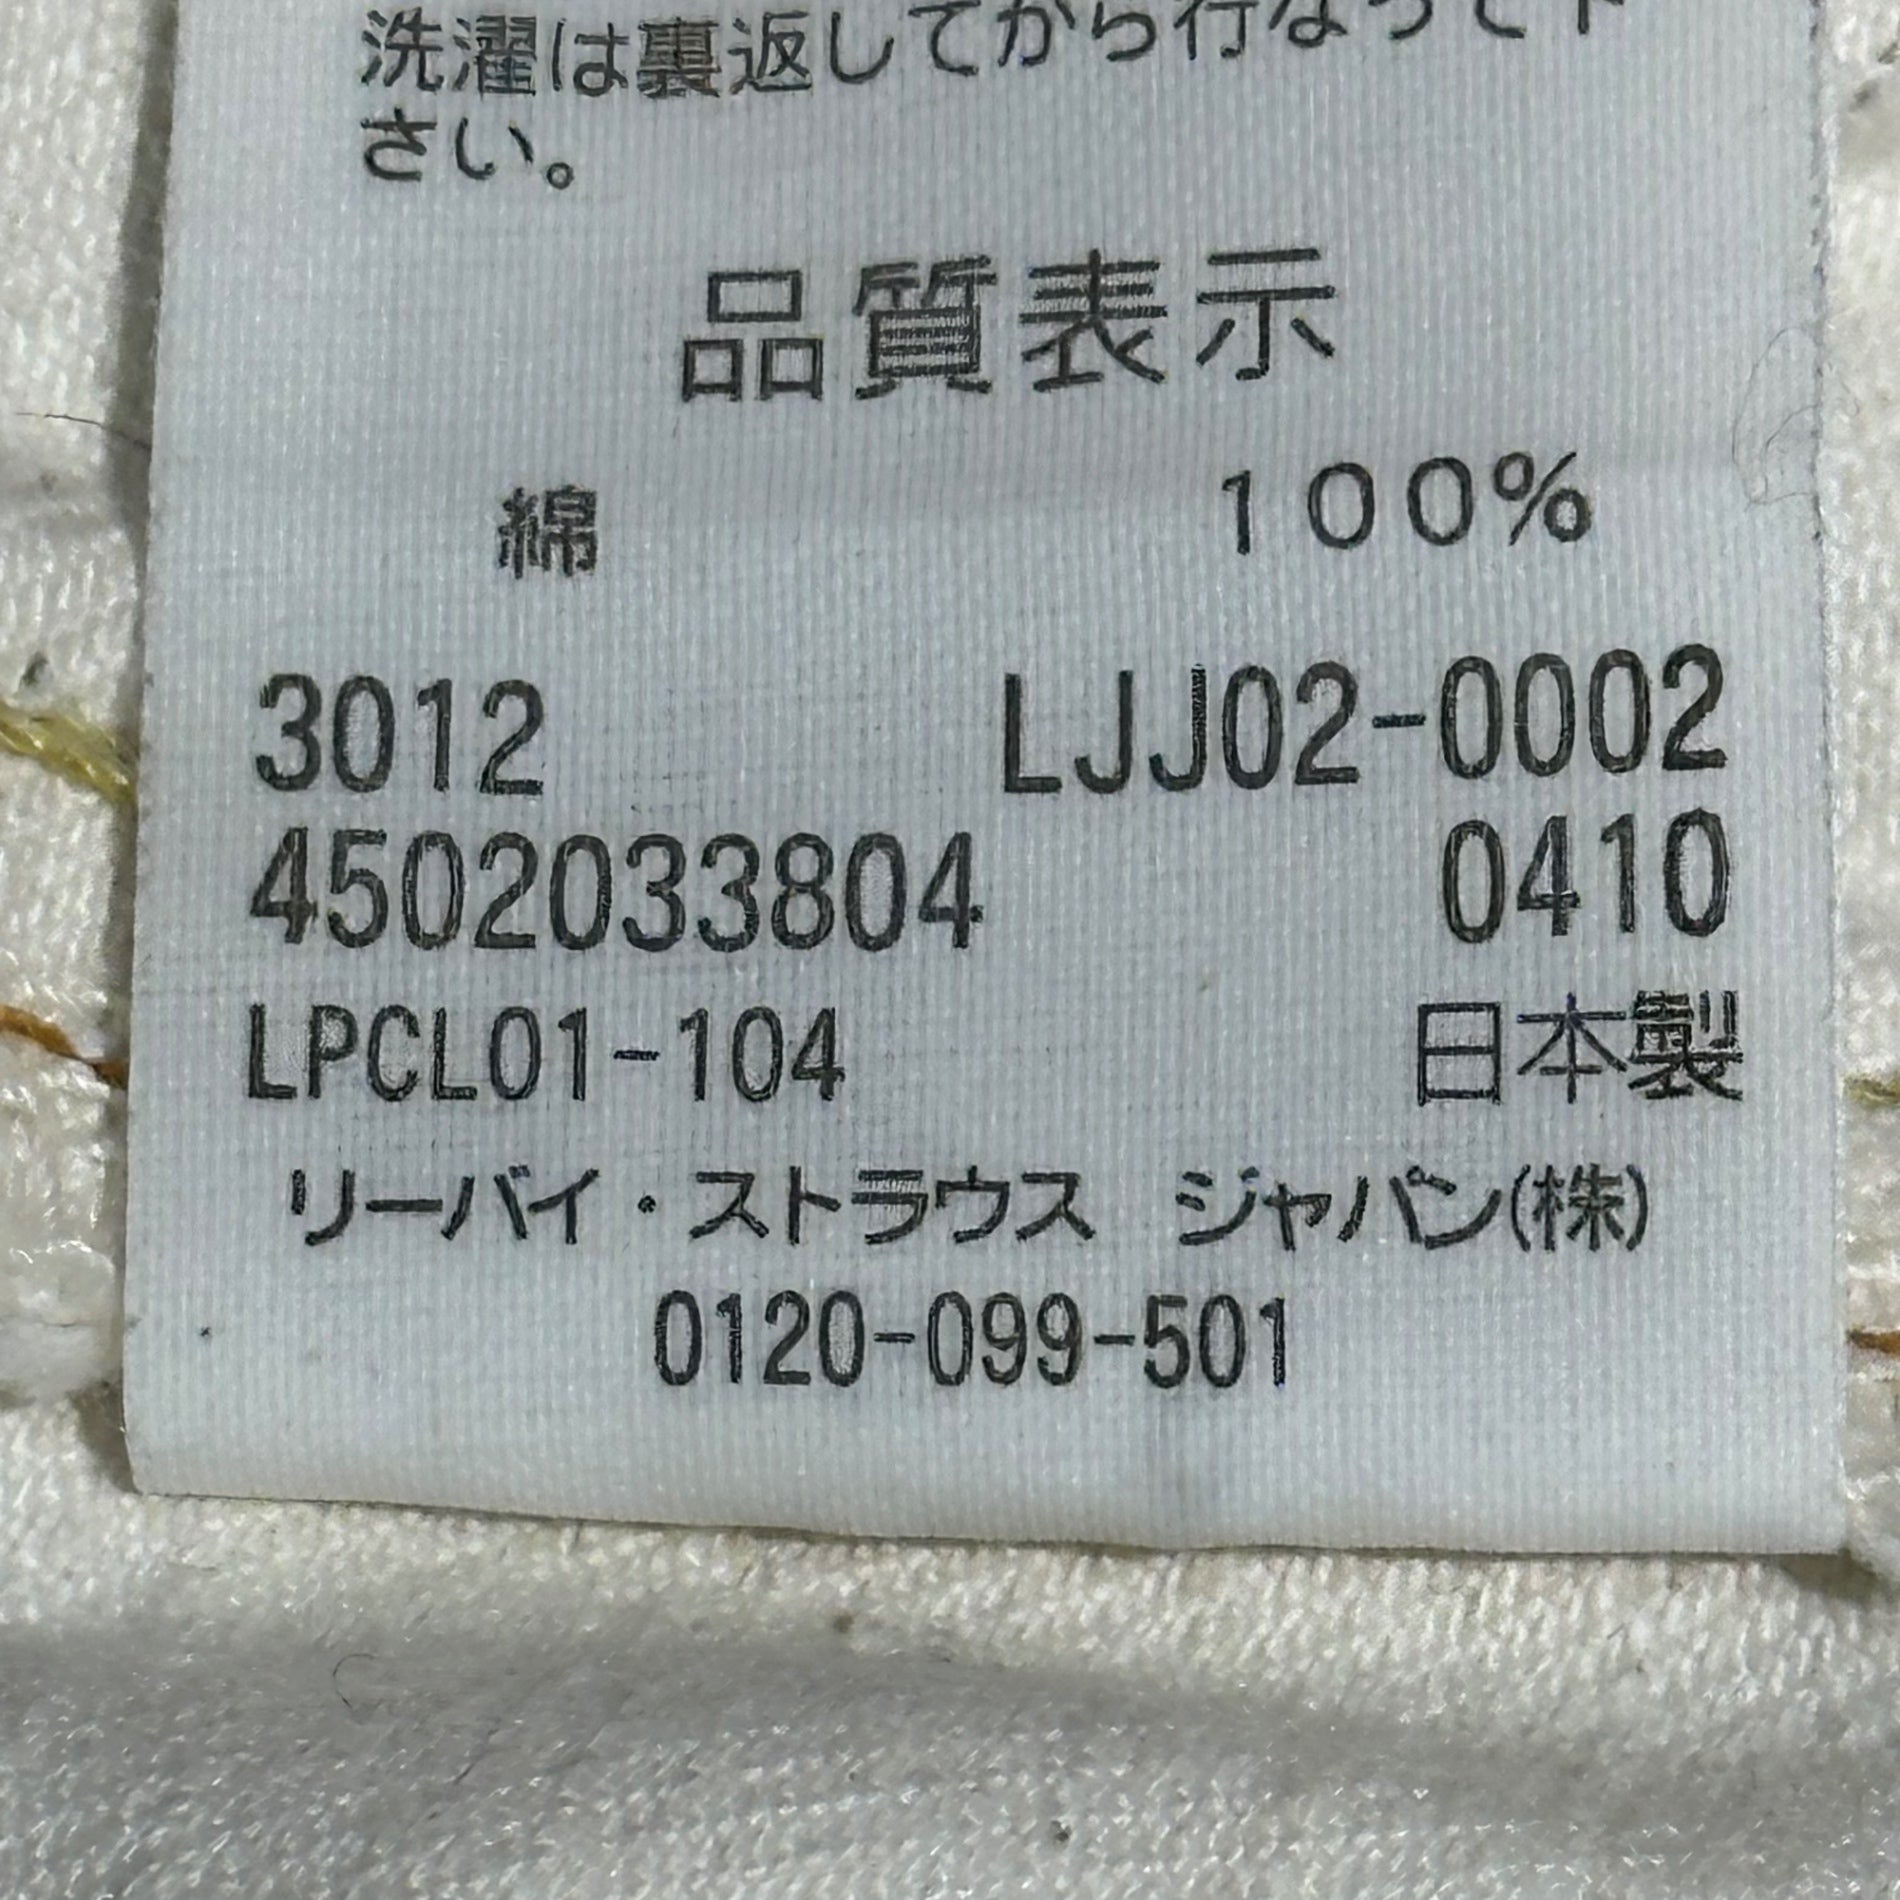 洗濯は裏返してから行なって下
さい。
品質表示
綿 100%
3012 LJJ02-0002
4502033804 0410
LPCL01-104 日本製
リーバイ・ストラウス ジャパン(株)
0120-099-501